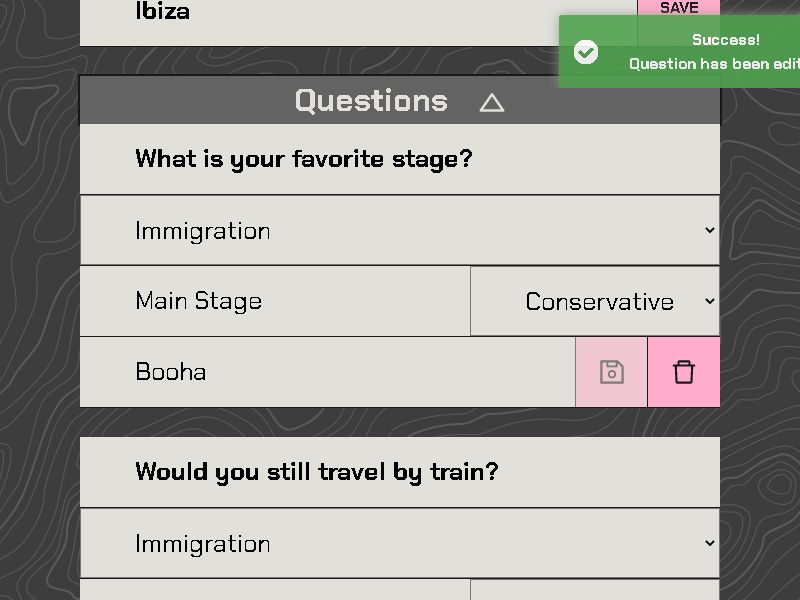 Ibiza
SAVE
Success!
Question has been edit
Questions
What is your favorite stage?
Immigration
Main Stage
Conservative
Booha
Would you still travel by train?
Immigration